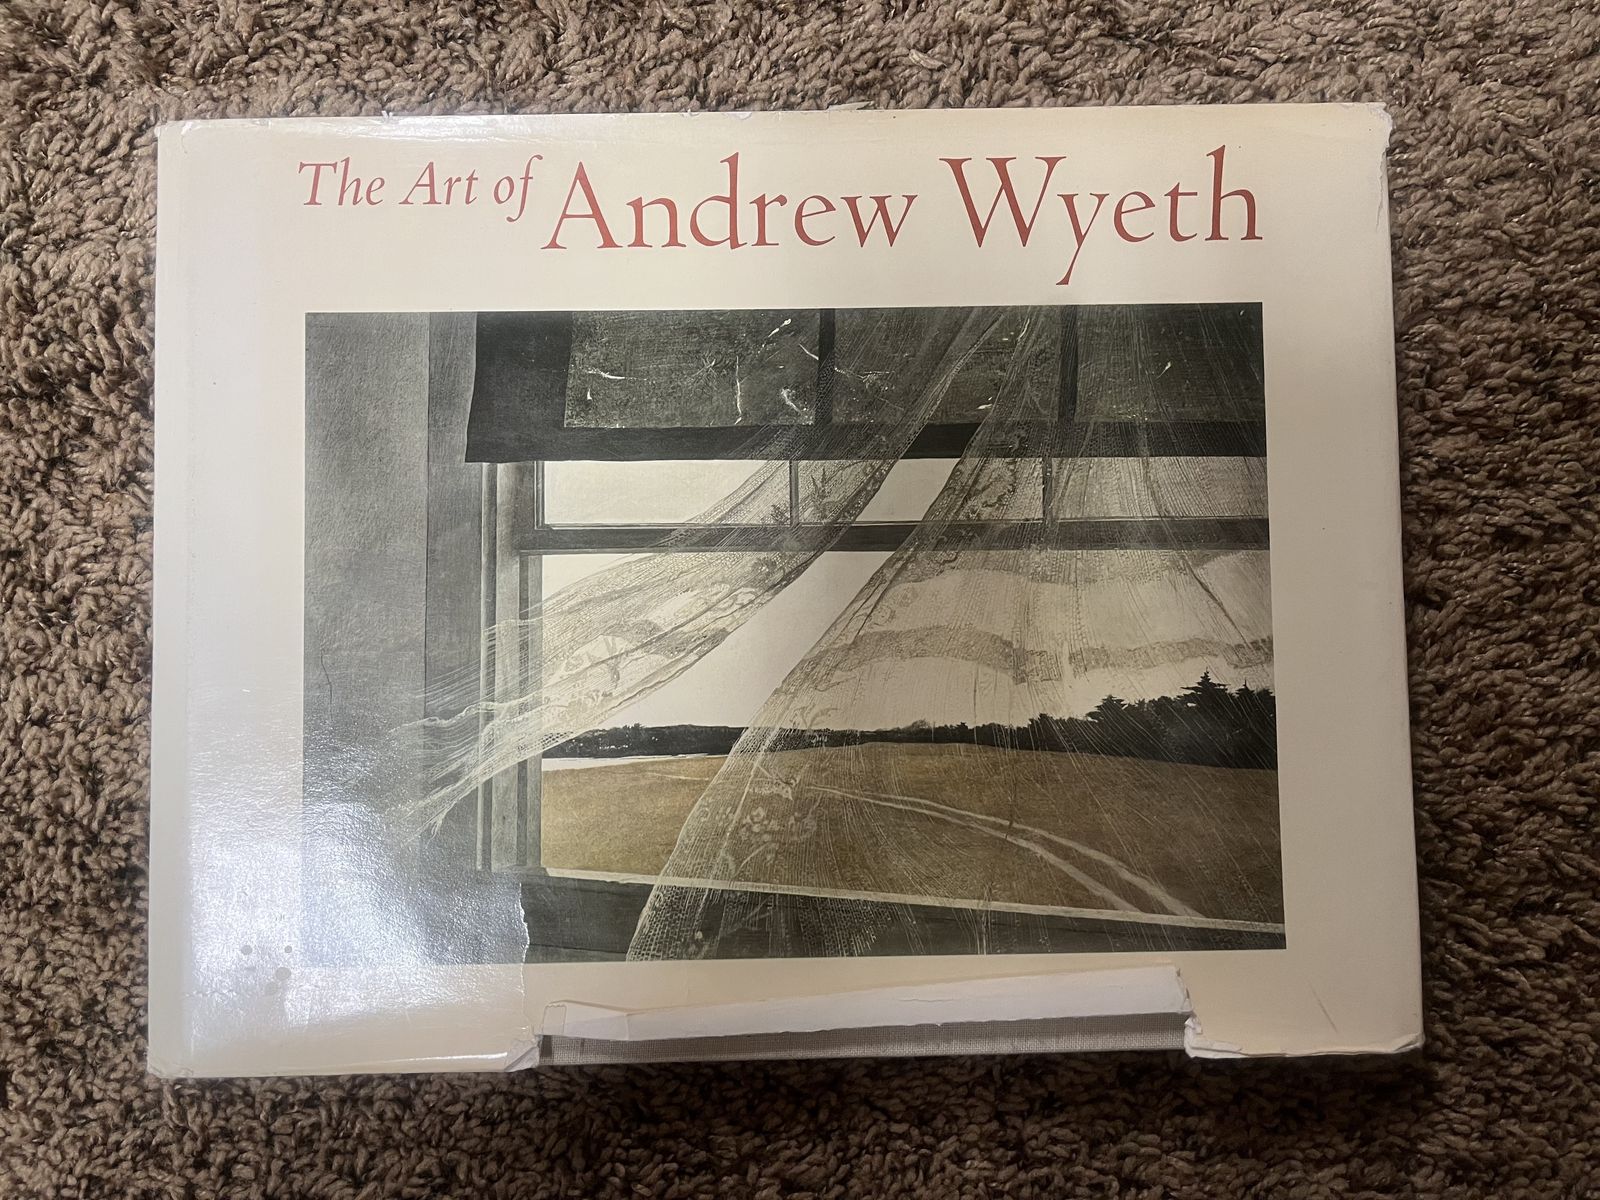 The Art of Andrew Wyeth